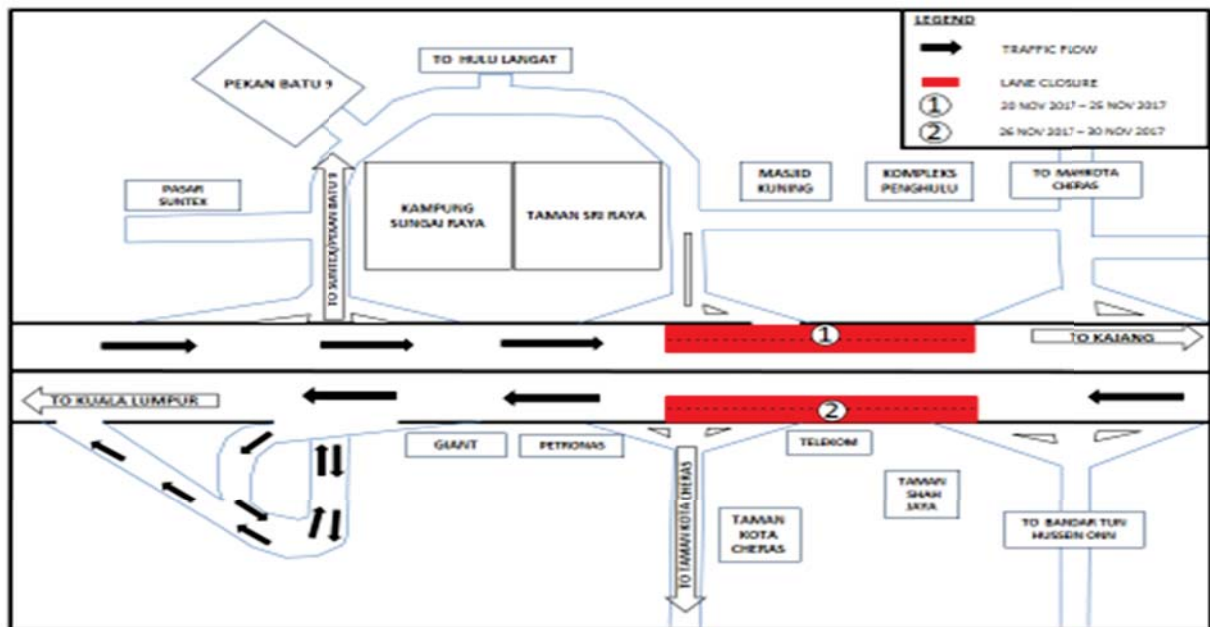 LEGEND
TRAFFIC FLOW
LANE CLOSURE
1
20 NOV 2017 – 25 NOV 2017
2
26 NOV 2017 – 30 NOV 2017
TO HULU LANGAT
PEKAN BATU 9
PASAR
SUNTEX
TO SUNTEX/PEKAN BATU 9
KAMPUNG
SUNGAI RAYA
TAMAN SRI RAYA
MASJID
KUNING
KOMPLEKS
PENGHULU
TO MAHKOTA
CHERAS
1
TO KAJANG
TO KUALA LUMPUR
2
GIANT
PETRONAS
TELEKOM
TO TAMAN KOTA CHERAS
TAMAN
KOTA
CHERAS
TAMAN
SHAH
JAYA
TO BANDAR TUN
HUSSEIN ONN